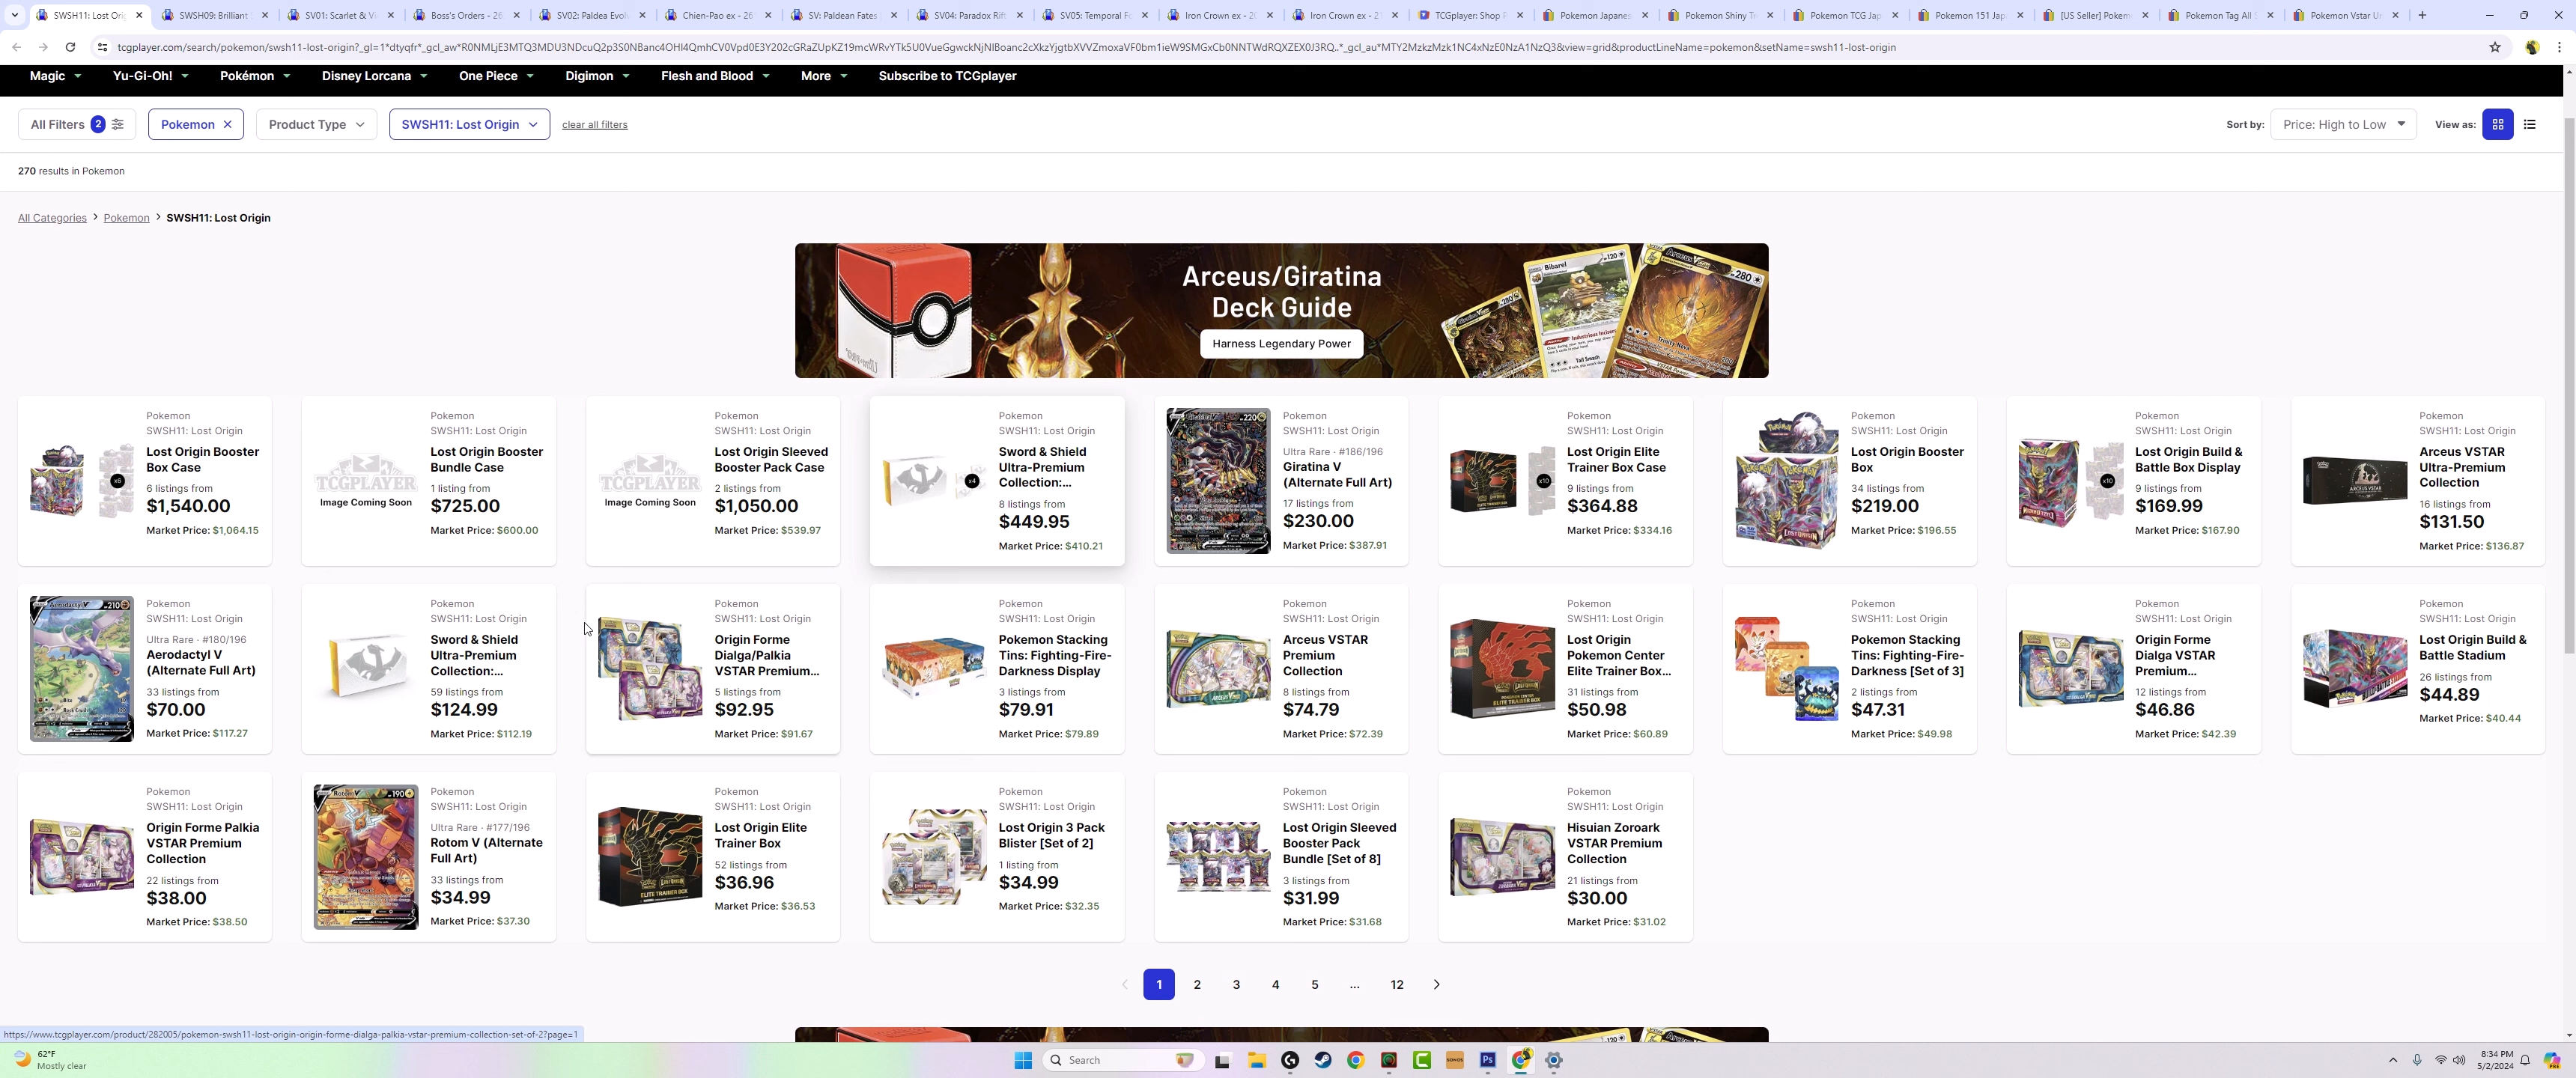 SWSH11: Lost Ori
SWSH09: Brilliant
SV01: Scarlet & Vi
Boss's Orders - 26
SV02: Paldea Evol
Chien-Pao ex - 26
SV: Paldean Fates
SV04: Paradox Rift
SV05: Temporal Fo
Iron Crown ex - 20
Iron Crown ex - 2
TCGplayer: Shop
Pokemon Japanes
Pokemon Shiny Tr
Pokemon TCG Jap
Pokemon 151 Jap
[US Seller] Pokem
Pokemon Tag All S
Pokemon Vstar Un
Magic
Yu-Gi-Oh!
Pokémon
Disney Lorcana
One Piece
Digimon
Flesh and Blood
More
Subscribe to TCGplayer
All Filters 2
Pokemon
Product Type
SWSH11: Lost Origin
clear all filters
Sort by:
Price: High to Low
View as:
270 results in Pokemon
All Categories > Pokemon > SWSH11: Lost Origin
Arceus/Giratina
Deck Guide
Harness Legendary Power
Pokemon
SWSH11: Lost Origin
Lost Origin Booster
Box Case
6 listings from
$1,540.00
Market Price: $1,064.15
TCGPLAYER
Image Coming Soon
Pokemon
SWSH11: Lost Origin
Lost Origin Booster
Bundle Case
1 listing from
$725.00
Market Price: $600.00
TCGPLAYER
Image Coming Soon
Pokemon
SWSH11: Lost Origin
Lost Origin Sleeved
Booster Pack Case
2 listings from
$1,050.00
Market Price: $539.97
x4
Pokemon
SWSH11: Lost Origin
Sword & Shield
Ultra-Premium
Collection:...
8 listings from
$449.95
Market Price: $410.21
Pokemon
SWSH11: Lost Origin
Ultra Rare · #186/196
Giratina V
(Alternate Full Art)
17 listings from
$230.00
Market Price: $387.91
x10
Pokemon
SWSH11: Lost Origin
Lost Origin Elite
Trainer Box Case
9 listings from
$364.88
Market Price: $334.16
Pokemon
SWSH11: Lost Origin
Lost Origin Booster
Box
34 listings from
$219.00
Market Price: $196.55
x10
Pokemon
SWSH11: Lost Origin
Lost Origin Build &
Battle Box Display
9 listings from
$169.99
Market Price: $167.90
Pokemon
SWSH11: Lost Origin
Arceus VSTAR
Ultra-Premium
Collection
16 listings from
$131.50
Market Price: $136.87
Pokemon
SWSH11: Lost Origin
Ultra Rare · #180/196
Aerodactyl V
(Alternate Full Art)
33 listings from
$70.00
Market Price: $117.27
Pokemon
SWSH11: Lost Origin
Sword & Shield
Ultra-Premium
Collection:...
59 listings from
$124.99
Market Price: $112.19
Pokemon
SWSH11: Lost Origin
Origin Forme
Dialga/Palkia
VSTAR Premium...
5 listings from
$92.95
Market Price: $91.67
Pokemon
SWSH11: Lost Origin
Pokemon Stacking
Tins: Fighting-Fire-
Darkness Display
3 listings from
$79.91
Market Price: $79.89
Pokemon
SWSH11: Lost Origin
Arceus VSTAR
Premium
Collection
8 listings from
$74.79
Market Price: $72.39
Pokemon
SWSH11: Lost Origin
Lost Origin
Pokemon Center
Elite Trainer Box...
31 listings from
$50.98
Market Price: $60.89
Pokemon
SWSH11: Lost Origin
Pokemon Stacking
Tins: Fighting-Fire-
Darkness [Set of 3]
2 listings from
$47.31
Market Price: $49.98
Pokemon
SWSH11: Lost Origin
Origin Forme
Dialga VSTAR
Premium...
12 listings from
$46.86
Market Price: $42.39
Pokemon
SWSH11: Lost Origin
Lost Origin Build &
Battle Stadium
26 listings from
$44.89
Market Price: $40.44
Pokemon
SWSH11: Lost Origin
Origin Forme Palkia
VSTAR Premium
Collection
22 listings from
$38.00
Market Price: $38.50
Pokemon
SWSH11: Lost Origin
Ultra Rare · #177/196
Rotom V (Alternate
Full Art)
33 listings from
$34.99
Market Price: $37.30
Pokemon
SWSH11: Lost Origin
Lost Origin Elite
Trainer Box
52 listings from
$36.96
Market Price: $36.53
Pokemon
SWSH11: Lost Origin
Lost Origin 3 Pack
Blister [Set of 2]
1 listing from
$34.99
Market Price: $32.35
Pokemon
SWSH11: Lost Origin
Lost Origin Sleeved
Booster Pack
Bundle [Set of 8]
3 listings from
$31.99
Market Price: $31.68
Pokemon
SWSH11: Lost Origin
Hisuian Zoroark
VSTAR Premium
Collection
21 listings from
$30.00
Market Price: $31.02
1 2 3 4 5 ... 12
https://www.tcgplayer.com/product/282005/pokemon-swsh11-lost-origin-origin-forme-dialga-palkia-vstar-premium-collection-set-of-2?page=1
62°F
Mostly clear
Search
8:34 PM
5/2/2024